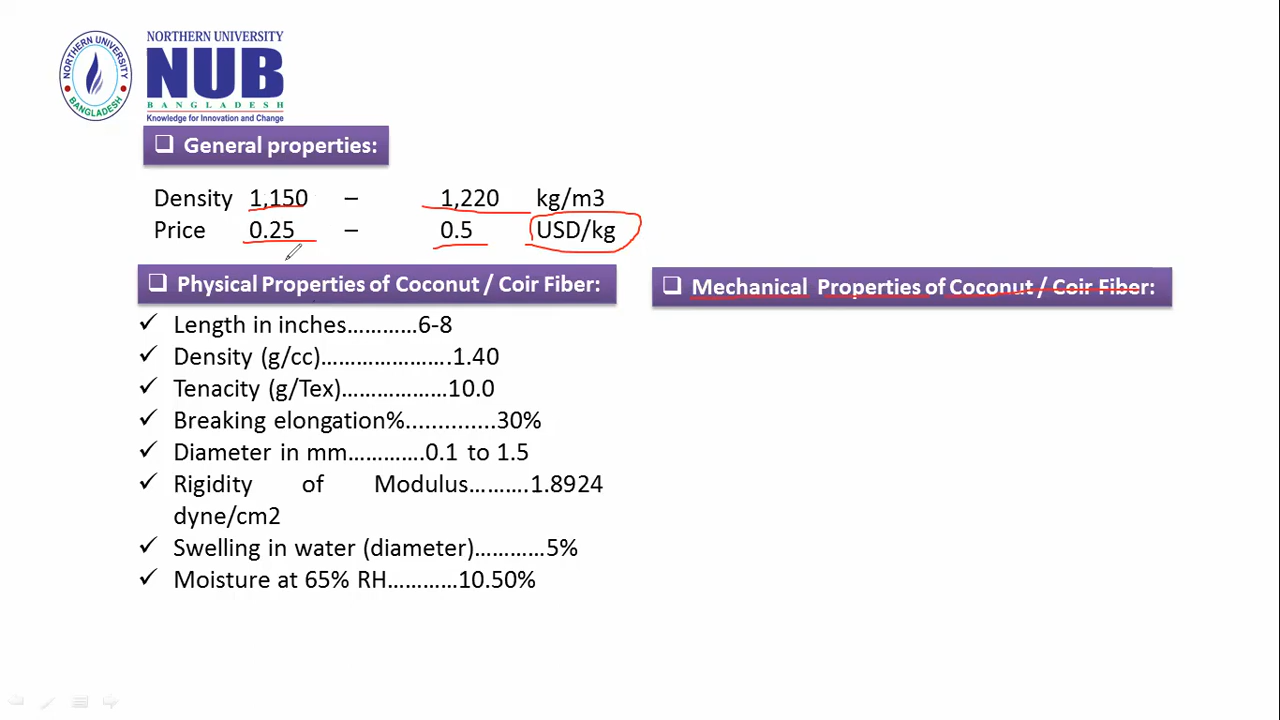 NORTHERN UNIVERSITY
NUB
BANGLADESH
Knowledge for Innovation and Change
NORTHERN UNIVERSITY
BANGLADESH
General properties:
Density 1,150 – 1,220 kg/m3
Price 0.25 – 0.5 USD/kg
Physical Properties of Coconut / Coir Fiber:
Length in inches…………6-8
Density (g/cc)………………….1.40
Tenacity (g/Tex)………………10.0
Breaking elongation%..............30%
Diameter in mm………….0.1 to 1.5
Rigidity of Modulus……….1.8924
dyne/cm2
Swelling in water (diameter)…………5%
Moisture at 65% RH…………10.50%
Mechanical Properties of Coconut / Coir Fiber: